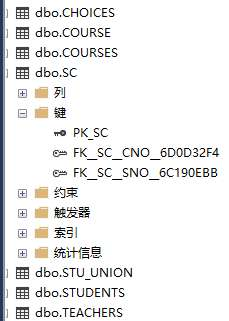 dbo.CHOICES
dbo.COURSE
dbo.COURSES
dbo.SC
列
键
PK_SC
FK__SC__CNO__6D0D32F4
FK__SC__SNO__6C190EBB
约束
触发器
索引
统计信息
dbo.STU_UNION
dbo.STUDENTS
dbo.TEACHERS